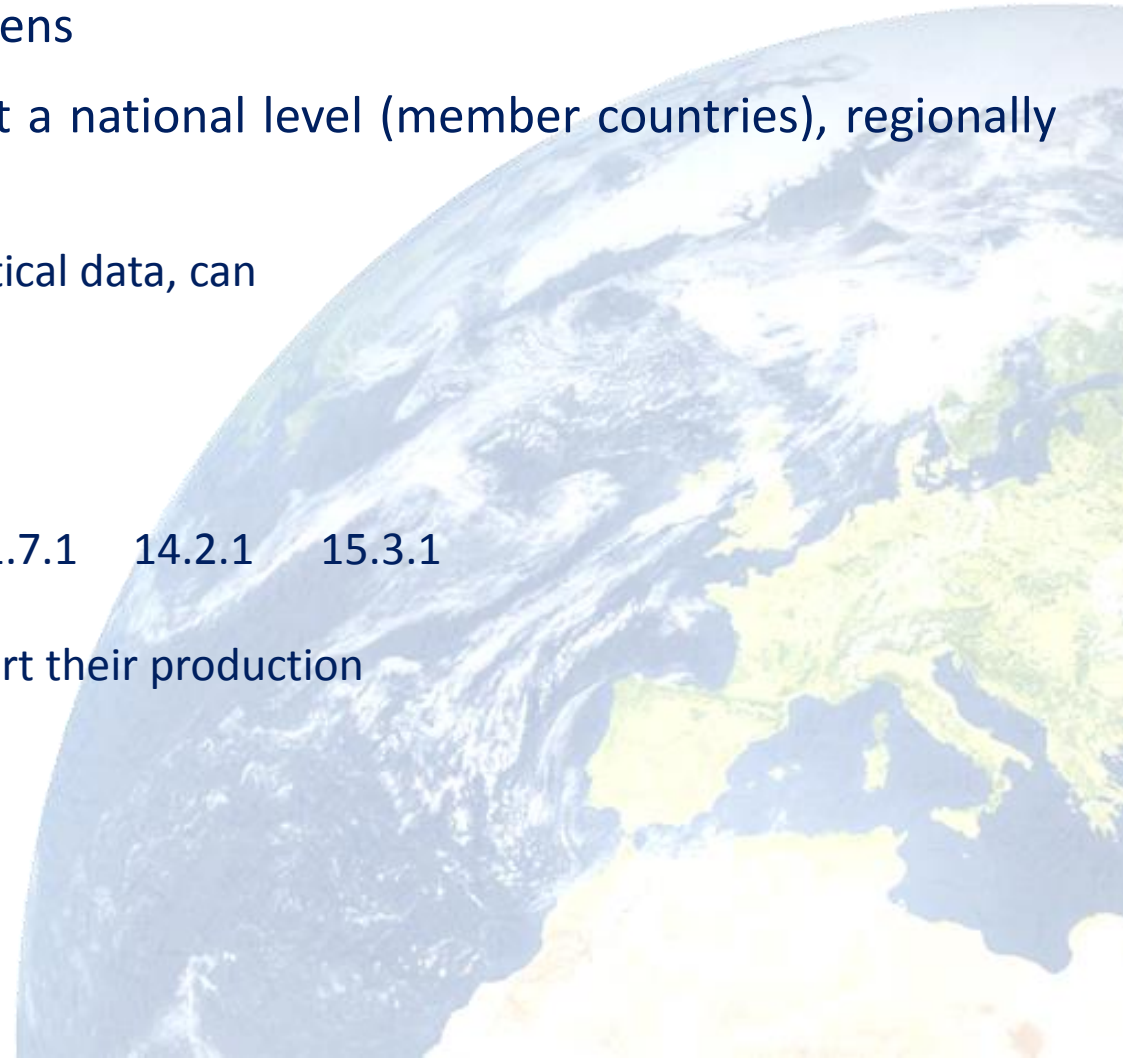 ens
t a national level (member countries), regionally
tical data, can
.7.1 14.2.1 15.3.1
rt their production